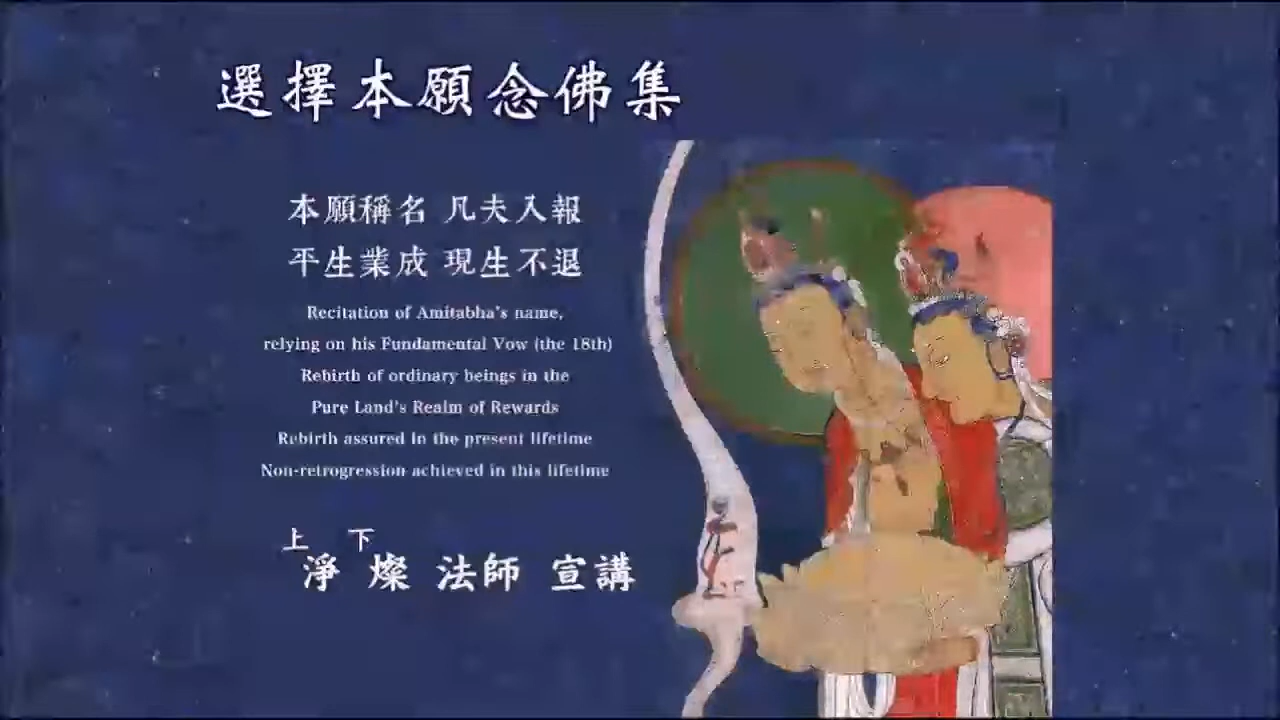 選擇本願念佛集
本願稱名 凡夫入報
平生業成 現生不退
Recitation of Amitabha's name,
relying on his Fundamental Vow (the 18th)
Rebirth of ordinary beings in the
Pure Land's Realm of Rewards
Rebirth assured in the present lifetime
Non-retrogression achieved in this lifetime
上 下
淨 燦 法師 宣講